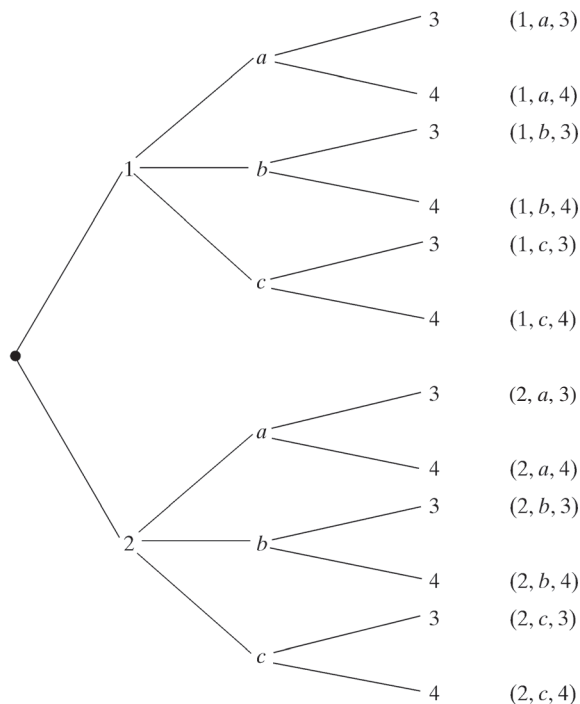 3 (1, a, 3)
a
4 (1, a, 4)
3 (1, b, 3)
1 b
4 (1, b, 4)
3 (1, c, 3)
c
4 (1, c, 4)
3 (2, a, 3)
a
4 (2, a, 4)
3 (2, b, 3)
2 b
4 (2, b, 4)
3 (2, c, 3)
c
4 (2, c, 4)